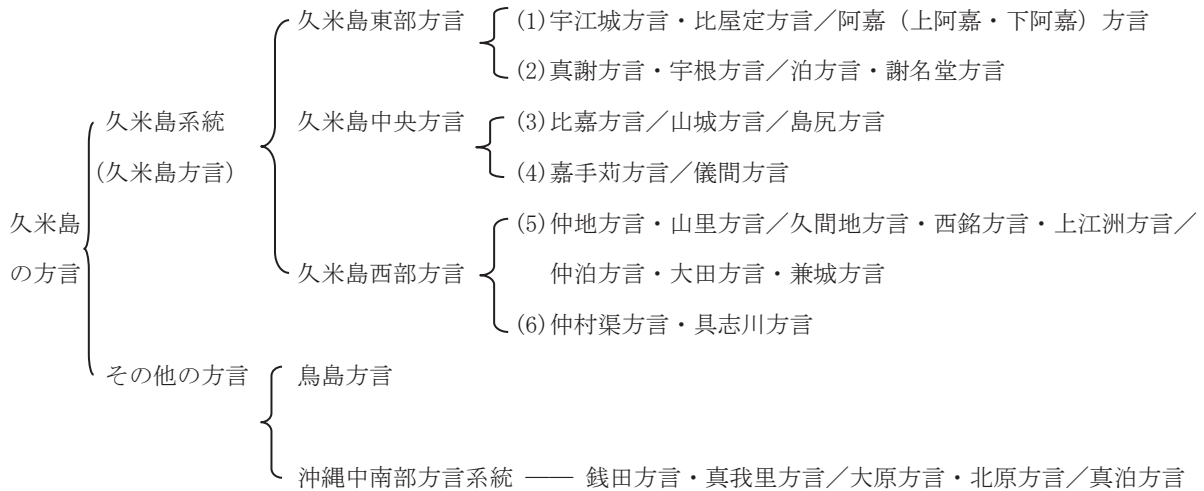 久米島東部方言 (1)宇江城方言・比屋定方言／阿嘉（上阿嘉・下阿嘉）方言
(2)真謝方言・宇根方言／泊方言・謝名堂方言
久米島系統 久米島中央方言 (3)比嘉方言／山城方言／島尻方言
(久米島方言) (4)嘉手苅方言／儀間方言
久米島 (5)仲地方言・山里方言／久間地方言・西銘方言・上江洲方言／
の方言 久米島西部方言 仲泊方言・大田方言・兼城方言
(6)仲村渠方言・具志川方言
その他の方言 鳥島方言
沖縄中南部方言系統 ―― 銭田方言・真我里方言／大原方言・北原方言／真泊方言